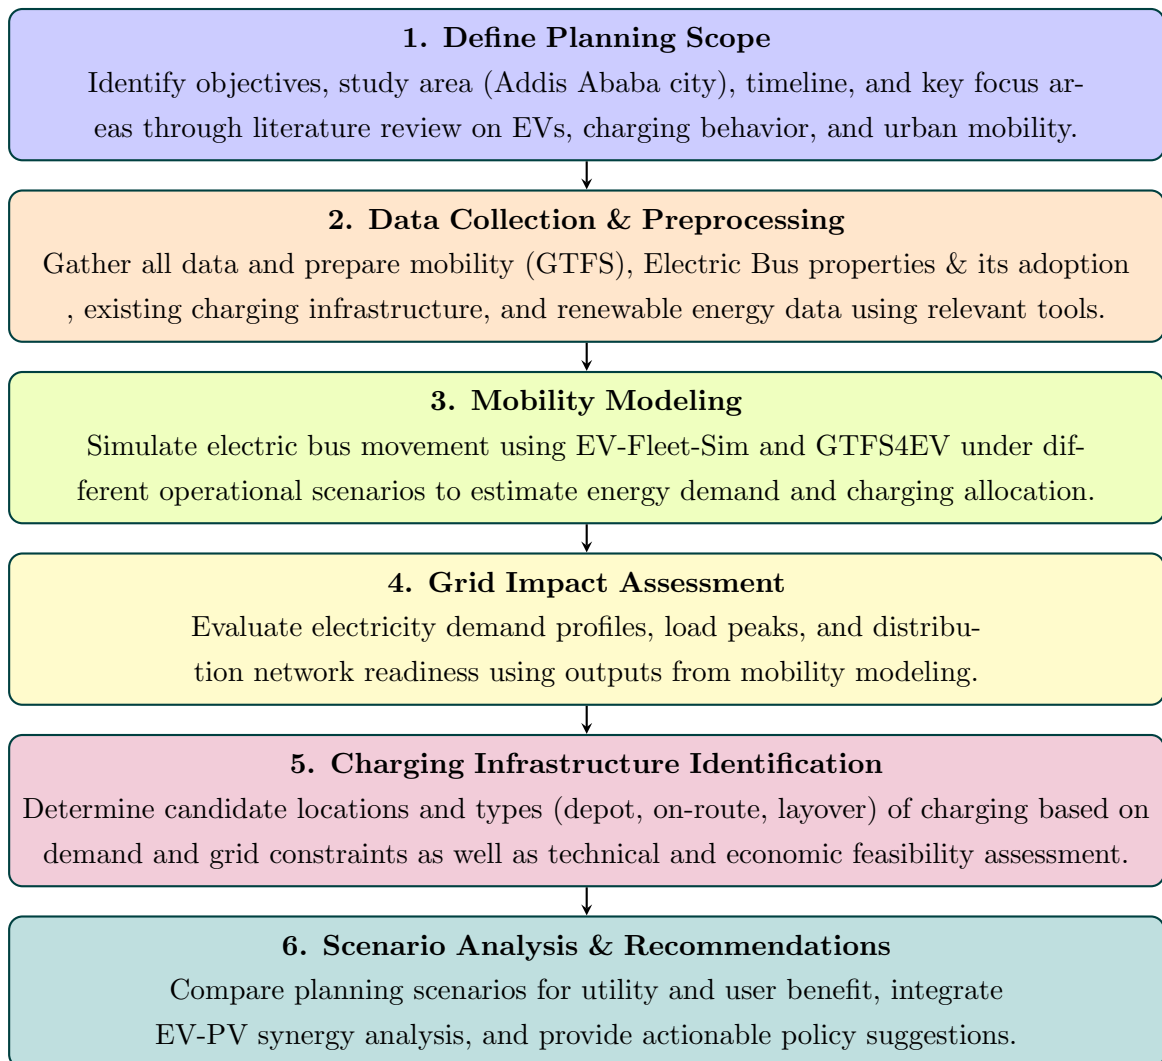 1. Define Planning Scope
Identify objectives, study area (Addis Ababa city), timeline, and key focus ar-
eas through literature review on EVs, charging behavior, and urban mobility.
2. Data Collection & Preprocessing
Gather all data and prepare mobility (GTFS), Electric Bus properties & its adoption
, existing charging infrastructure, and renewable energy data using relevant tools.
3. Mobility Modeling
Simulate electric bus movement using EV-Fleet-Sim and GTFS4EV under dif-
ferent operational scenarios to estimate energy demand and charging allocation.
4. Grid Impact Assessment
Evaluate electricity demand profiles, load peaks, and distribu-
tion network readiness using outputs from mobility modeling.
5. Charging Infrastructure Identification
Determine candidate locations and types (depot, on-route, layover) of charging based on
demand and grid constraints as well as technical and economic feasibility assessment.
6. Scenario Analysis & Recommendations
Compare planning scenarios for utility and user benefit, integrate
EV-PV synergy analysis, and provide actionable policy suggestions.